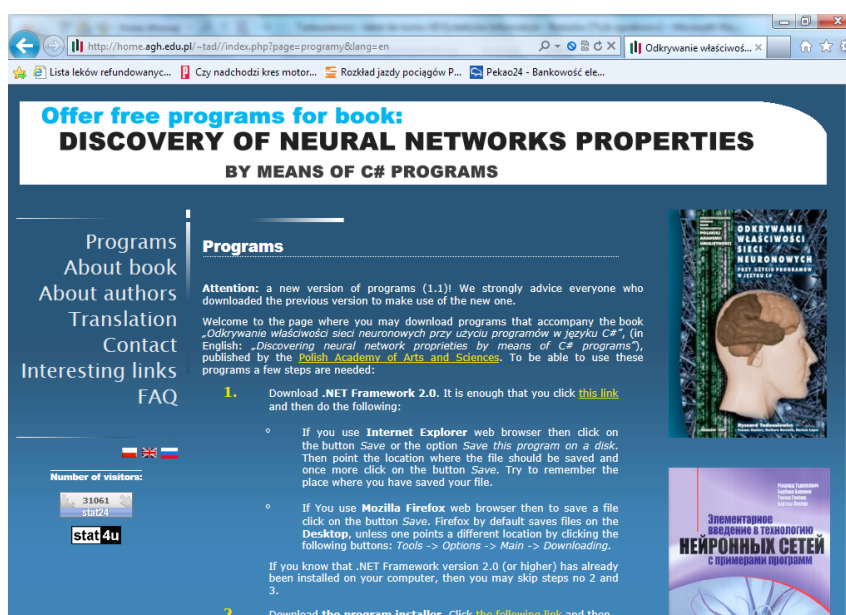 http://home.agh.edu.pl/~tad//index.php?page=programy&lang=en
Odkrywanie właściwoś...
Lista leków refundowanyc... Czy nadchodzi kres motor... Rozkład jazdy pociągów P... Pekao24 - Bankowość ele...
Offer free programs for book:
DISCOVERY OF NEURAL NETWORKS PROPERTIES
BY MEANS OF C# PROGRAMS
Programs
About book
About authors
Translation
Contact
Interesting links
FAQ
Number of visitors:
31061
stat24
stat4u
Programs
Attention: a new version of programs (1.1)! We strongly advice everyone who
downloaded the previous version to make use of the new one.
Welcome to the page where you may download programs that accompany the book
„Odkrywanie właściwości sieci neuronowych przy użyciu programów w języku C#”, (in
English: „Discovering neural network proprieties by means of C# programs”),
published by the Polish Academy of Arts and Sciences. To be able to use these
programs a few steps are needed:
1. Download .NET Framework 2.0. It is enough that you click this link
and then do the following:
° If you use Internet Explorer web browser then click on
the button Save or the option Save this program on a disk.
Then point the location where the file should be saved and
once more click on the button Save. Try to remember the
place where you have saved your file.
° If You use Mozilla Firefox web browser then to save a file
click on the button Save. Firefox by default saves files on the
Desktop, unless one points a different location by clicking the
following buttons: Tools -> Options -> Main -> Downloading.
If you know that .NET Framework version 2.0 (or higher) has already
been installed on your computer, then you may skip steps no 2 and
3.
2. Download the program installer. Click the following link and then
ODKRYWANIE
WŁAŚCIWOŚCI
SIECI
NEURONOWYCH
PRZY UŻYCIU PROGRAMÓW
W JĘZYKU C#
Ryszard Tadeusiewicz
Элементарное
введение в технологию
НЕЙРОННЫХ СЕТЕЙ
с примерами программ